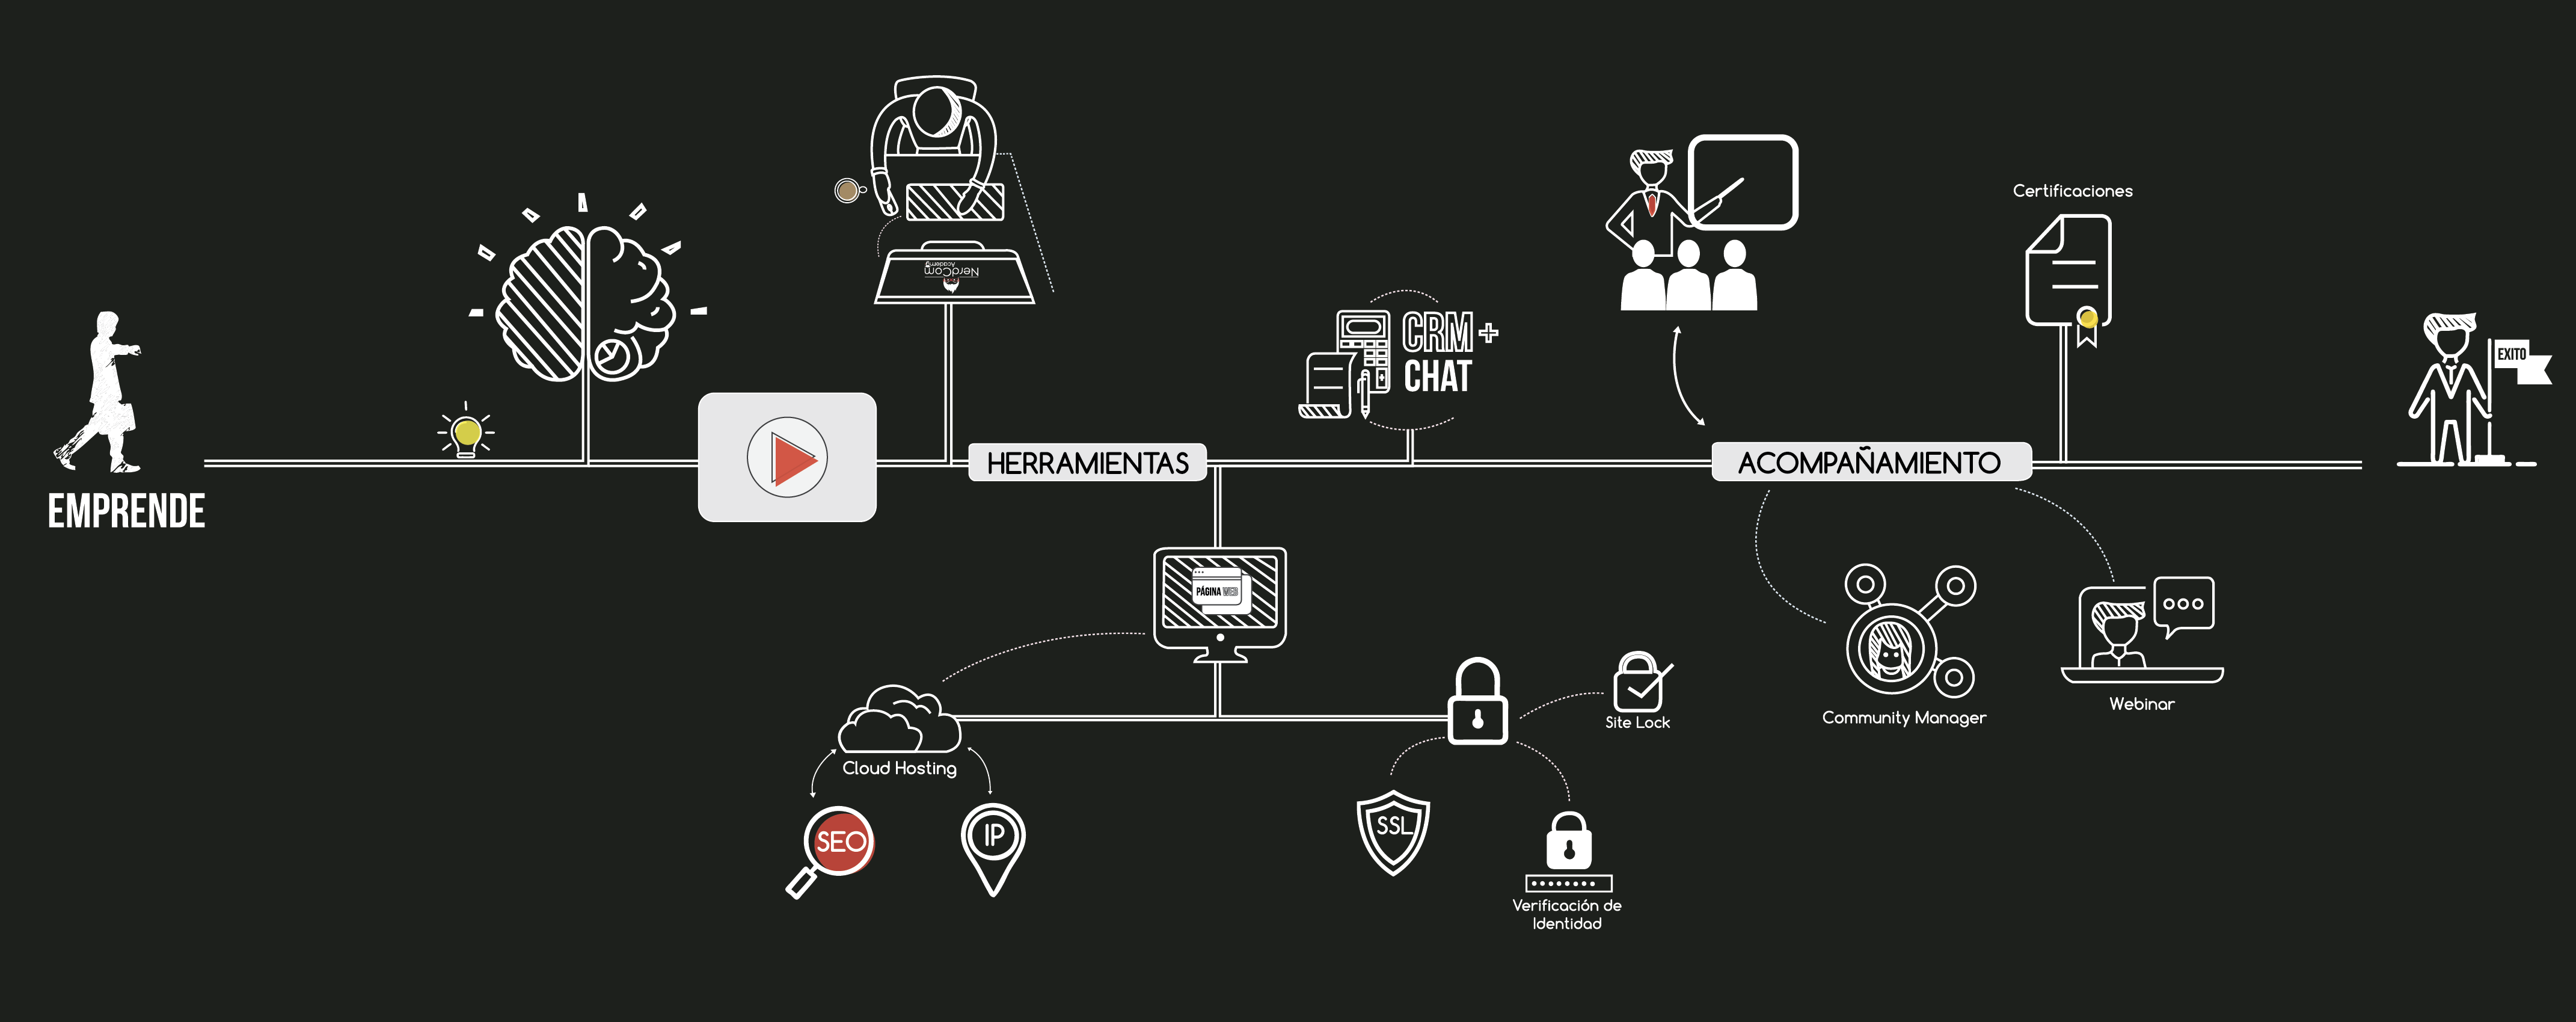 EMPRENDE
NerdCom
Academy
HERRAMIENTAS
CRM +
CHAT
ACOMPAÑAMIENTO
Certificaciones
EXITO
PÁGINA WEB
Cloud Hosting
SEO
IP
Site Lock
SSL
Verificación de
Identidad
Community Manager
Webinar